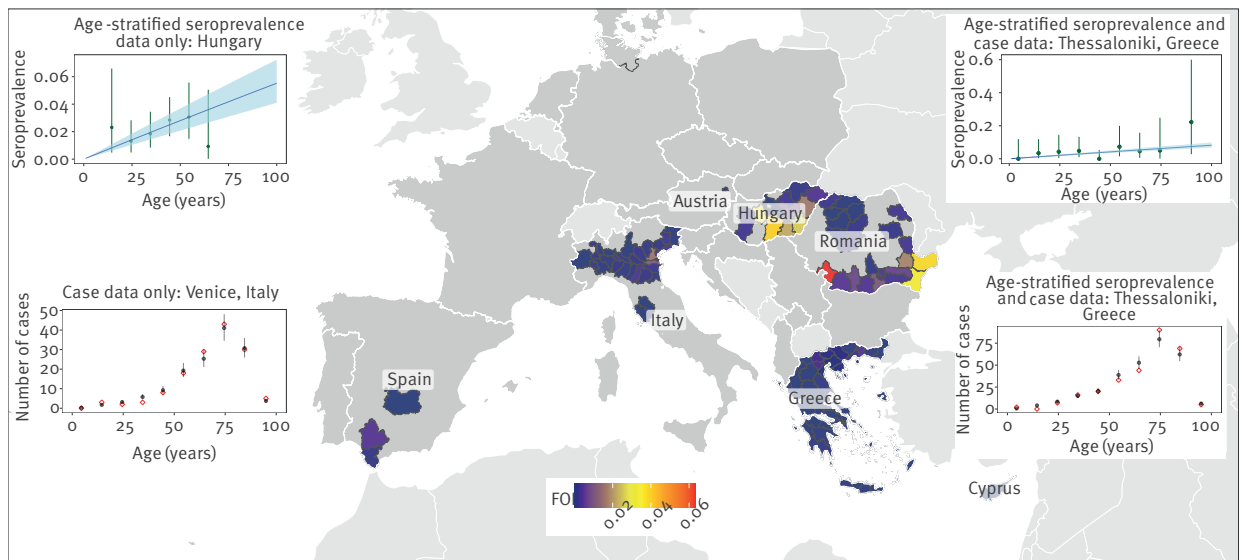 Age -stratified seroprevalence
data only: Hungary
Seroprevalence
0.06
0.04
0.02
0.00
0
25
50
75
100
Age (years)
Age-stratified seroprevalence and
case data: Thessaloniki, Greece
Seroprevalence
0.6
0.4
0.2
0.0
0
25
50
75
100
Age (years)
Case data only: Venice, Italy
Number of cases
50
40
30
20
10
0
0
25
50
75
100
Age (years)
Age-stratified seroprevalence
and case data: Thessaloniki,
Greece
Number of cases
75
50
25
0
0
25
50
75
100
Age (years)
Austria
Hungary
Romania
Italy
Spain
Greece
Cyprus
FOI
0.02
0.04
0.06